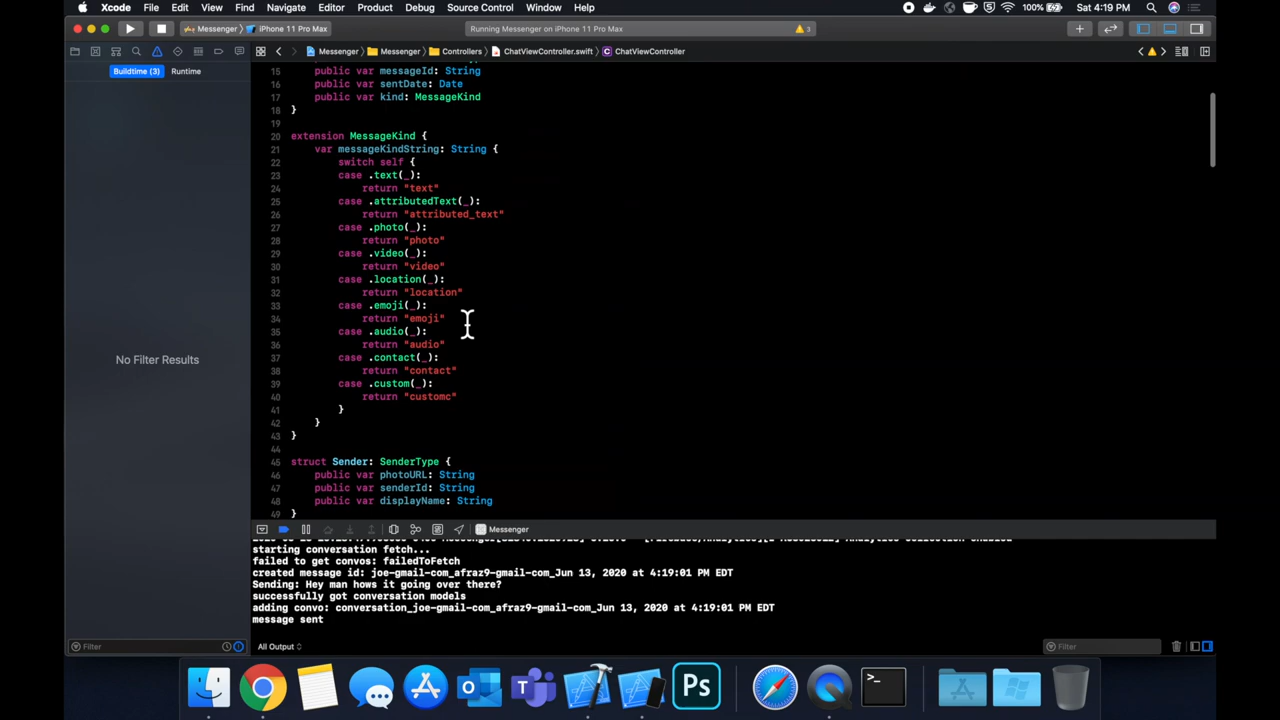 Xcode File Edit View Find Navigate Editor Product Debug Source Control Window Help 5 100% Sat 4:19 PM
Messenger iPhone 11 Pro Max Running Messenger on iPhone 11 Pro Max 3
Messenger Messenger Controllers ChatViewController.swift ChatViewController
Buildtime (3) Runtime
No Filter Results
15 public var messageId: String
16 public var sentDate: Date
17 public var kind: MessageKind
18 }
19
20 extension MessageKind {
21 var messageKindString: String {
22 switch self {
23 case .text(_):
24 return "text"
25 case .attributedText(_):
26 return "attributed_text"
27 case .photo(_):
28 return "photo"
29 case .video(_):
30 return "video"
31 case .location(_):
32 return "location"
33 case .emoji(_):
34 return "emoji"
35 case .audio(_):
36 return "audio"
37 case .contact(_):
38 return "contact"
39 case .custom(_):
40 return "customc"
41 }
42 }
43 }
44
45 struct Sender: SenderType {
46 public var photoURL: String
47 public var senderId: String
48 public var displayName: String
49 }
Messenger
starting conversation fetch...
failed to get convos: failedToFetch
created message id: joe-gmail-com_afraz9-gmail-com_Jun 13, 2020 at 4:19:01 PM EDT
Sending: Hey man hows it going over there?
successfully got conversation models
adding convo: conversation_joe-gmail-com_afraz9-gmail-com_Jun 13, 2020 at 4:19:01 PM EDT
message sent
Filter All Output Filter
Ps